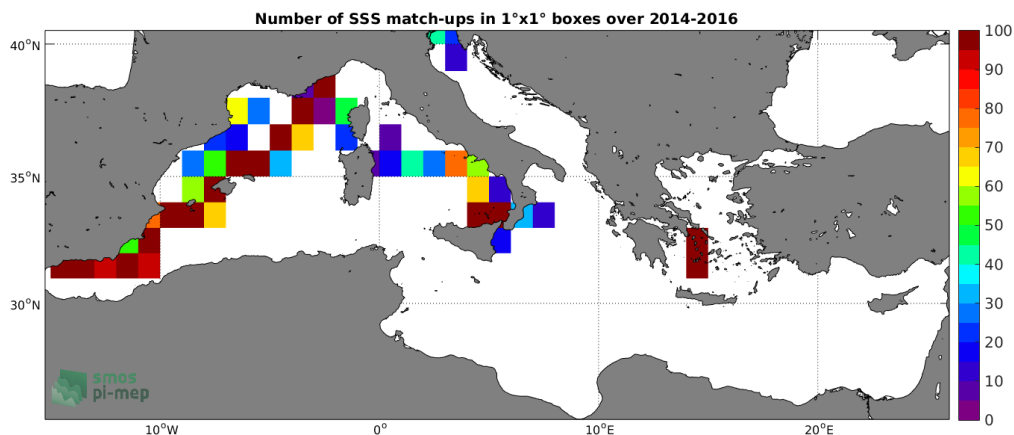 Number of SSS match-ups in 1°x1° boxes over 2014-2016
40°N
35°N
30°N
10°W
0°
10°E
20°E
100
90
80
70
60
50
40
30
20
10
0
smos
pi-mep